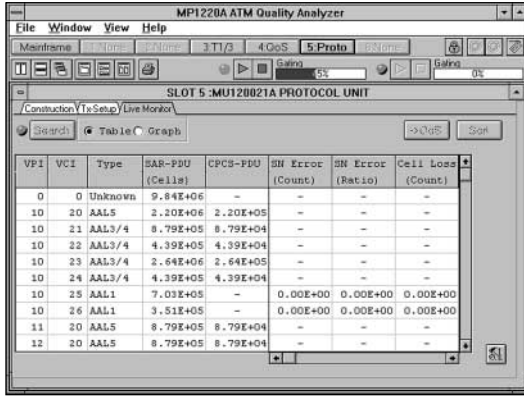 MP1220A ATM Quality Analyzer
File Window View Help
Mainframe 1:None 2:None 3:T1/3 4:QoS 5:Proto 6:None
Gating 45% Gating 0%
SLOT 5 :MU120021A PROTOCOL UNIT
Construction Tx-Setup Live Monitor
Search Table Graph ->QoS Sort
VPI VCI Type SAR-PDU CPCS-PDU SN Error SN Error Cell Loss
(Cells) (Count) (Ratio) (Count)
0 0 Unknown 9.84E+06 - - - -
10 20 AAL5 2.20E+06 2.20E+05 - - -
10 21 AAL3/4 8.79E+05 8.79E+04 - - -
10 22 AAL3/4 4.39E+05 4.39E+04 - - -
10 23 AAL3/4 2.64E+06 2.64E+05 - - -
10 24 AAL3/4 4.39E+05 4.39E+04 - - -
10 25 AAL1 7.03E+05 - 0.00E+00 0.00E+00 0.00E+00
10 26 AAL1 3.51E+05 - 0.00E+00 0.00E+00 0.00E+00
11 20 AAL5 8.79E+05 8.79E+04 - - -
12 20 AAL5 8.79E+05 8.79E+04 - - -